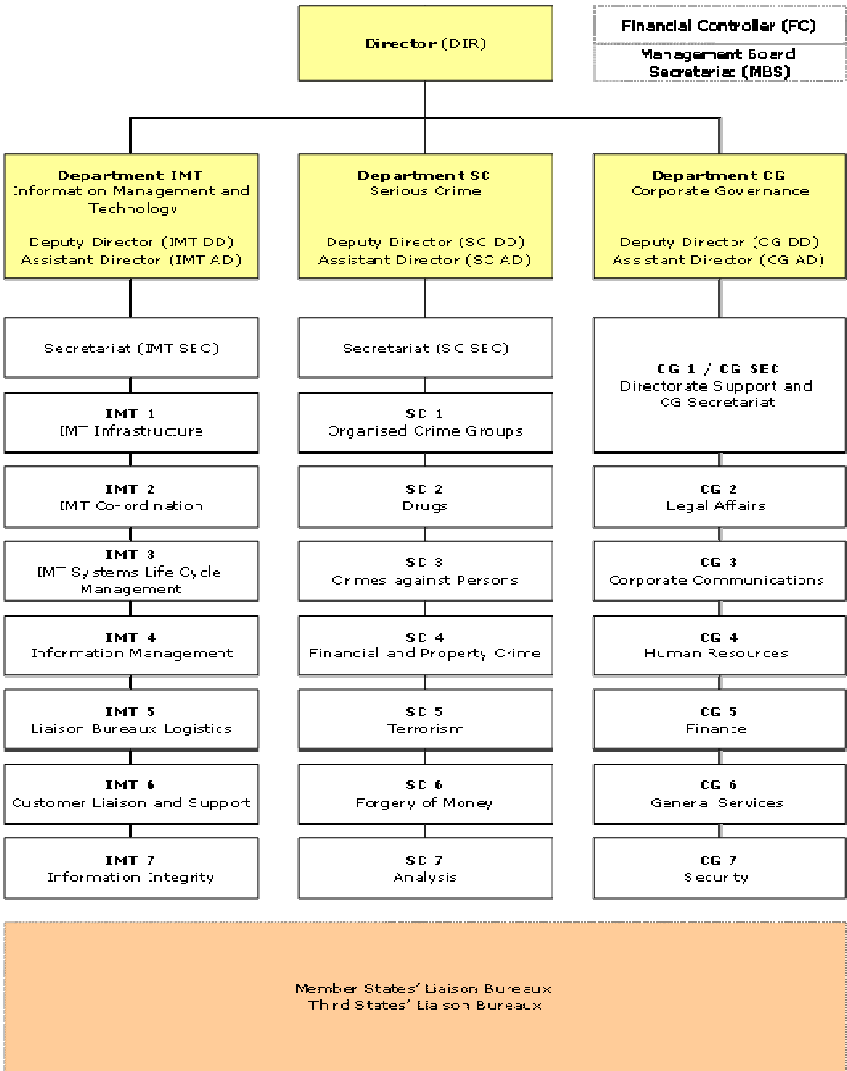 Director (DIR)
Financial Controller (FC)
Management Board
Secretariat (MBS)
Department IMT
Information Management and
Technology
Deputy Director (IMT DD)
Assistant Director (IMT AD)
Department SC
Serious Crime
Deputy Director (SC DD)
Assistant Director (SC AD)
Department CG
Corporate Governance
Deputy Director (CG DD)
Assistant Director (CG AD)
Secretariat (IMT SEC)
IMT 1
IMT Infrastructure
IMT 2
IMT Co-ordination
IMT 3
IMT Systems Life Cycle
Management
IMT 4
Information Management
IMT 5
Liaison Bureaux Logistics
IMT 6
Customer Liaison and Support
IMT 7
Information Integrity
Secretariat (SC SEC)
SC 1
Organised Crime Groups
SC 2
Drugs
SC 3
Crimes against Persons
SC 4
Financial and Property Crime
SC 5
Terrorism
SC 6
Forgery of Money
SC 7
Analysis
CG 1 / CG SEC
Directorate Support and
CG Secretariat
CG 2
Legal Affairs
CG 3
Corporate Communications
CG 4
Human Resources
CG 5
Finance
CG 6
General Services
CG 7
Security
Member States' Liaison Bureaux
Third States' Liaison Bureaux